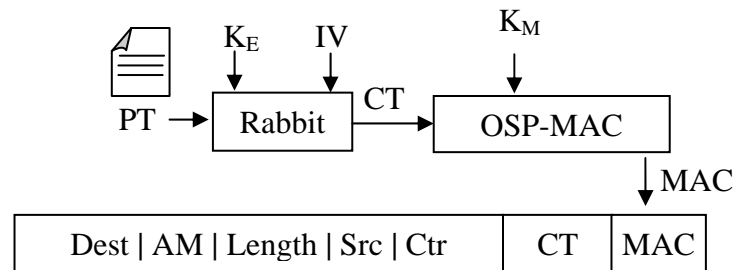 K_E IV K_M
PT Rabbit CT OSP-MAC
MAC
Dest | AM | Length | Src | Ctr CT MAC